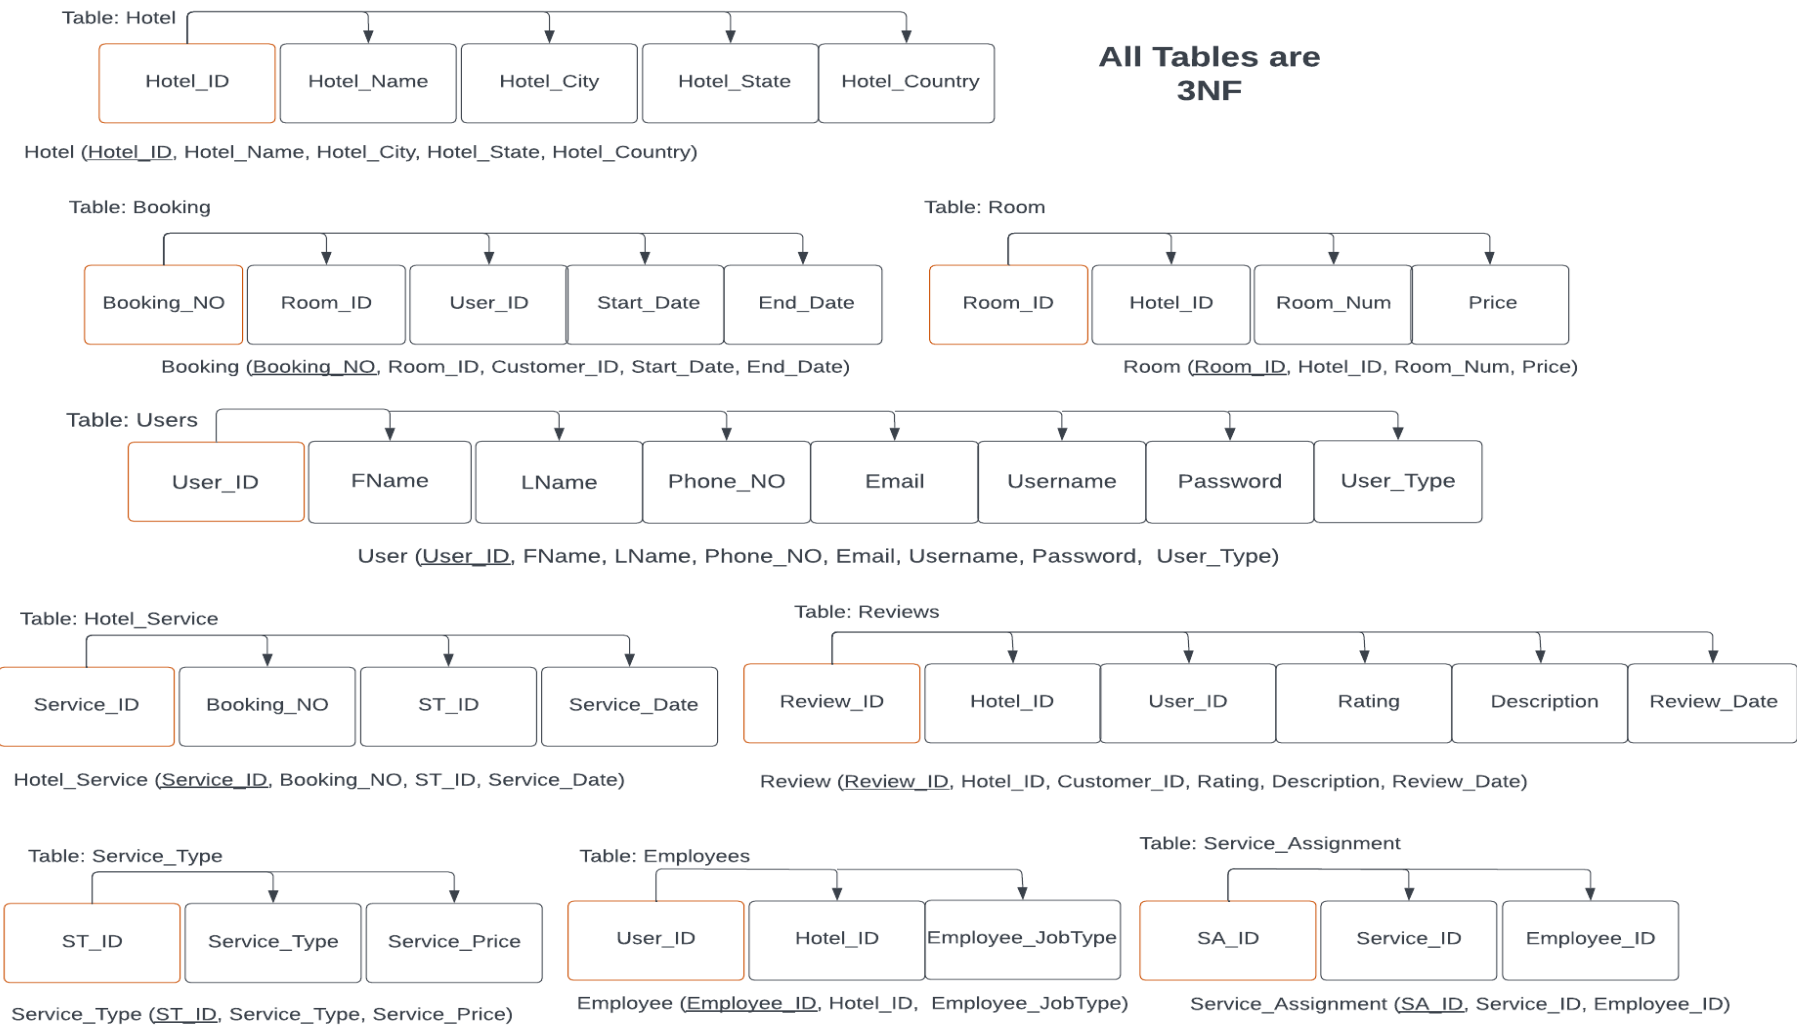 Table: Hotel
Hotel_ID
Hotel_Name
Hotel_City
Hotel_State
Hotel_Country
All Tables are
3NF
Hotel (Hotel_ID, Hotel_Name, Hotel_City, Hotel_State, Hotel_Country)
Table: Booking
Booking_NO
Room_ID
User_ID
Start_Date
End_Date
Booking (Booking_NO, Room_ID, Customer_ID, Start_Date, End_Date)
Table: Room
Room_ID
Hotel_ID
Room_Num
Price
Room (Room_ID, Hotel_ID, Room_Num, Price)
Table: Users
User_ID
FName
LName
Phone_NO
Email
Username
Password
User_Type
User (User_ID, FName, LName, Phone_NO, Email, Username, Password,  User_Type)
Table: Hotel_Service
Service_ID
Booking_NO
ST_ID
Service_Date
Hotel_Service (Service_ID, Booking_NO, ST_ID, Service_Date)
Table: Reviews
Review_ID
Hotel_ID
User_ID
Rating
Description
Review_Date
Review (Review_ID, Hotel_ID, Customer_ID, Rating, Description, Review_Date)
Table: Service_Type
ST_ID
Service_Type
Service_Price
Service_Type (ST_ID, Service_Type, Service_Price)
Table: Employees
User_ID
Hotel_ID
Employee_JobType
Employee (Employee_ID, Hotel_ID,  Employee_JobType)
Table: Service_Assignment
SA_ID
Service_ID
Employee_ID
Service_Assignment (SA_ID, Service_ID, Employee_ID)